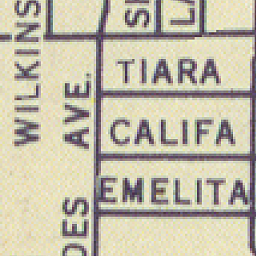 WILKINS
AVE.
DES
TIARA
CALIFA
EMELITA